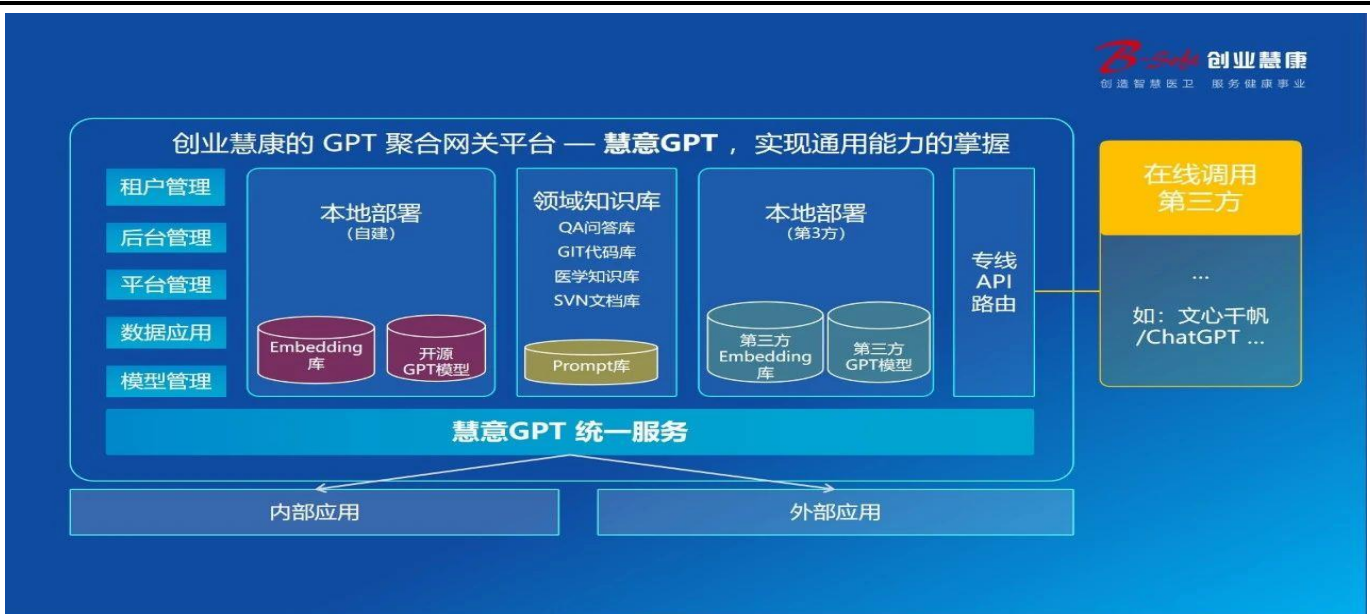 B-Soft 创业慧康
创造智慧医卫 服务健康事业
创业慧康的 GPT 聚合网关平台 — 慧意GPT ，实现通用能力的掌握
租户管理
后台管理
平台管理
数据应用
模型管理
本地部署
（自建）
Embedding
库
开源
GPT模型
领域知识库
QA问答库
GIT代码库
医学知识库
SVN文档库
Prompt库
本地部署
（第3方）
第三方
Embedding
库
第三方
GPT模型
专线
API
路由
在线调用
第三方
...
如：文心千帆
/ChatGPT ...
慧意GPT 统一服务
内部应用
外部应用